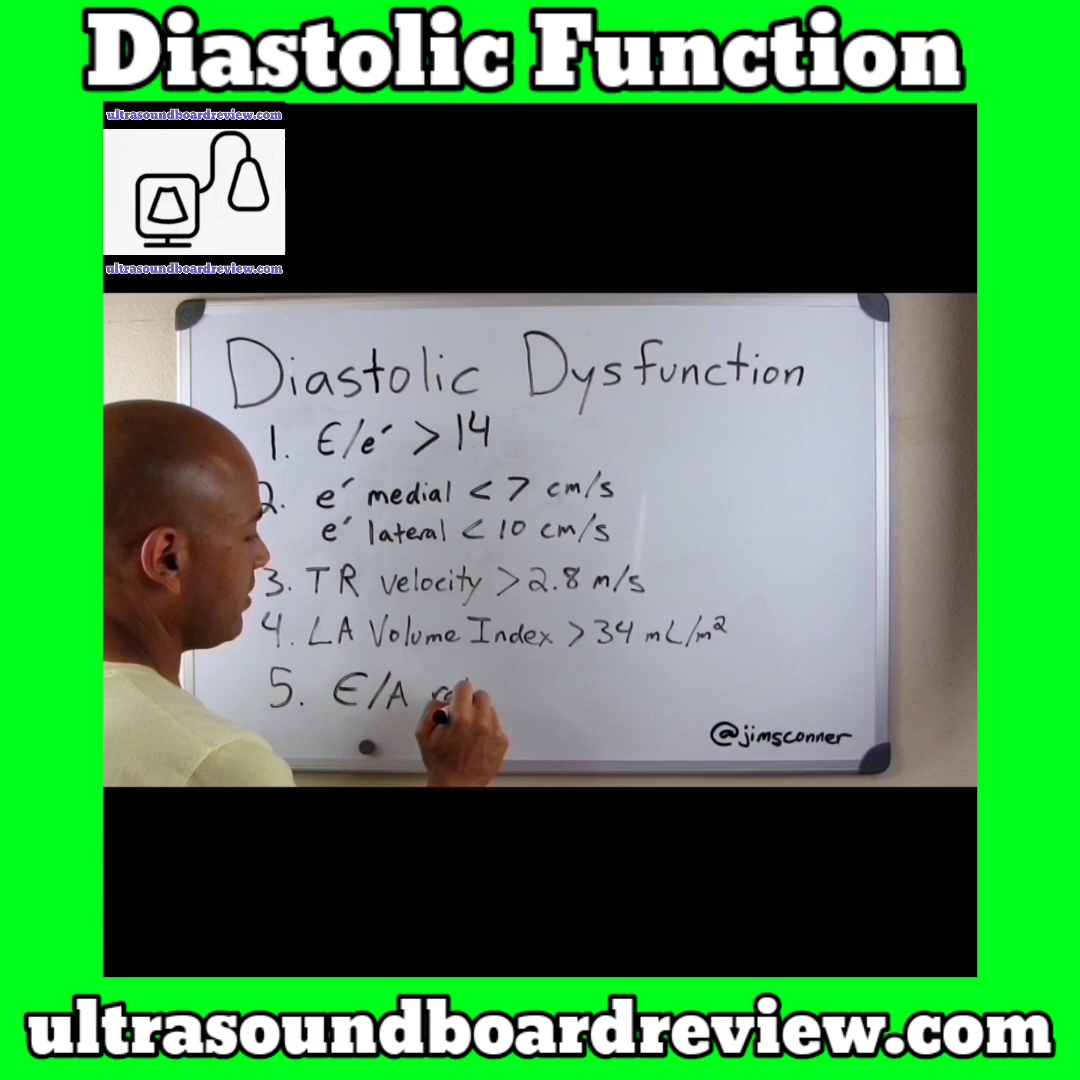 Diastolic Function
ultrasoundboardreview.com
ultrasoundboardreview.com
Diastolic Dysfunction
1. E/e´ > 14
2. e´ medial < 7 cm/s
e´ lateral < 10 cm/s
3. TR velocity > 2.8 m/s
4. LA Volume Index > 34 mL/m²
5. E/A
@jimsconner
ultrasoundboardreview.com